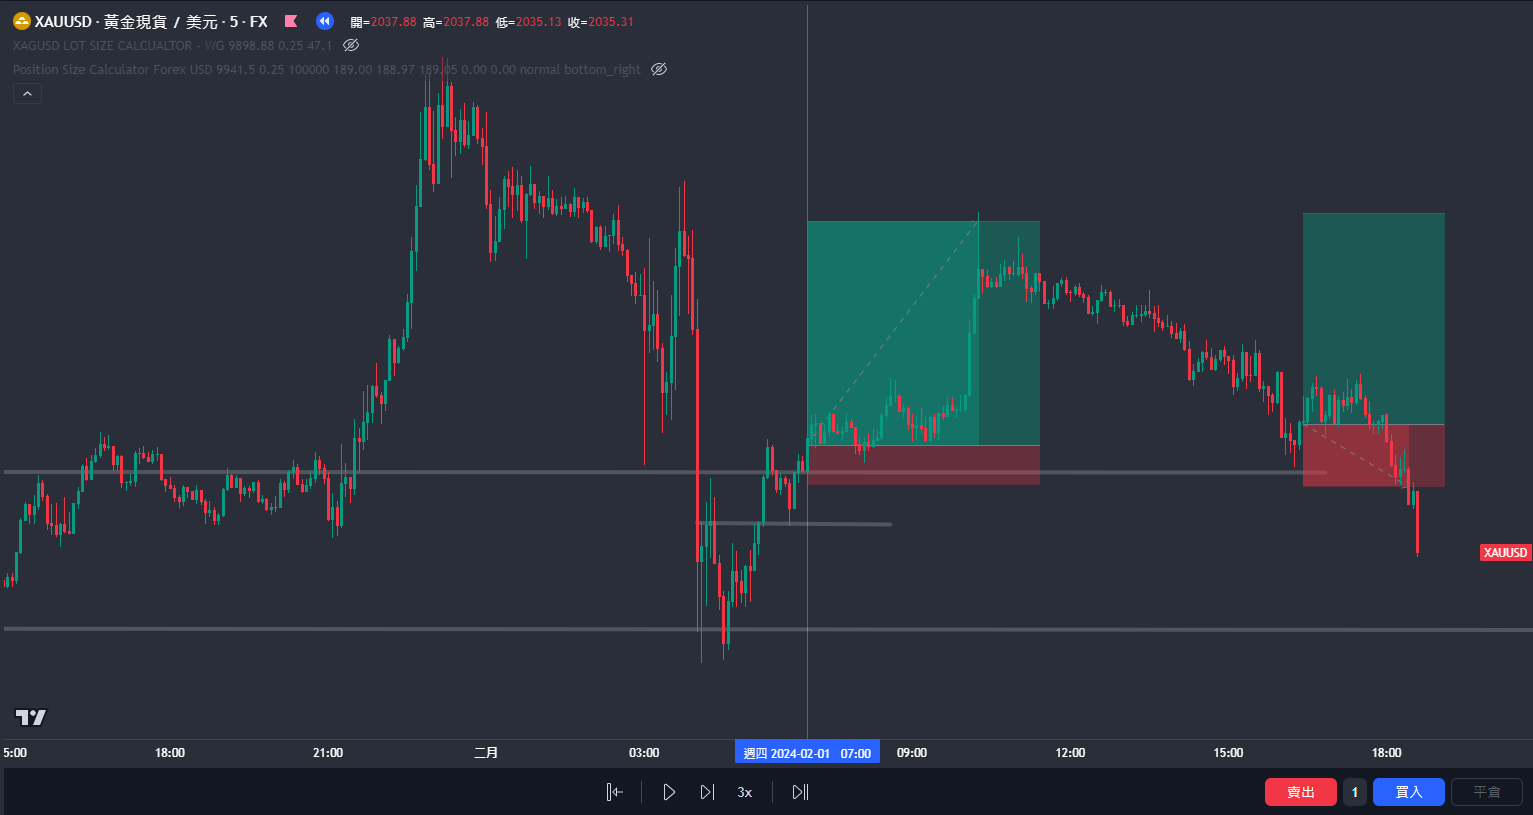 XAUUSD · 黃金現貨 / 美元 · 5 · FX 開=2037.88 高=2037.88 低=2035.13 收=2035.31
XAGUSD LOT SIZE CALCUALTOR - WG 9898.88 0.25 47.1
Position Size Calculator Forex USD 9941.5 0.25 100000 189.00 188.97 189.05 0.00 0.00 normal bottom_right
XAUUSD
5:00 18:00 21:00 二月 03:00 週四 2024-02-01 07:00 09:00 12:00 15:00 18:00
3x 賣出 1 買入 平倉